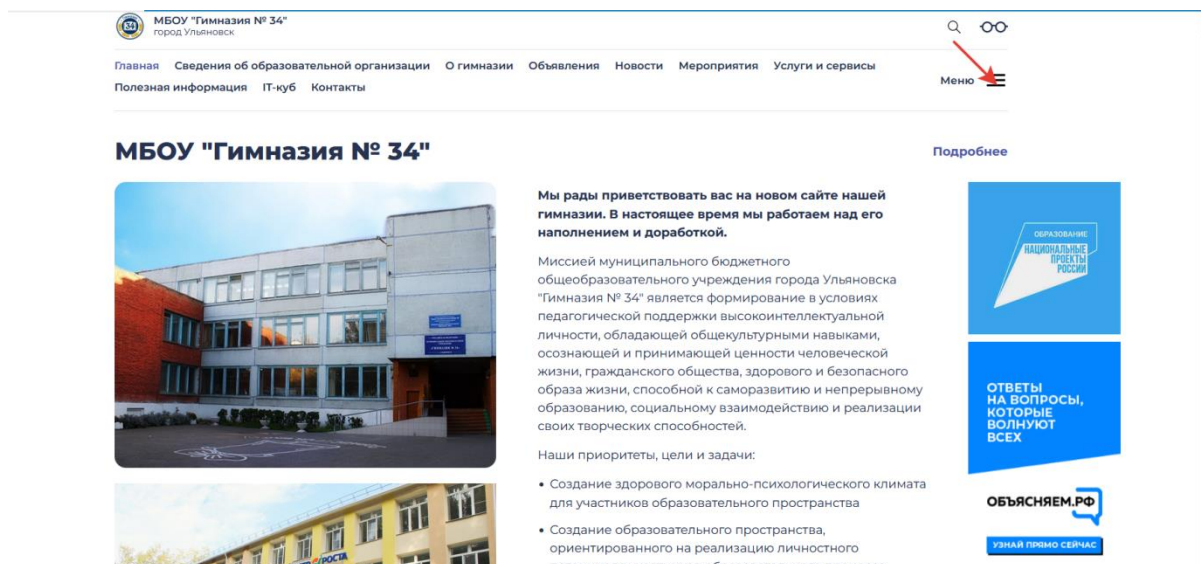 МБОУ "Гимназия № 34"
город Ульяновск
Главная Сведения об образовательной организации О гимназии Объявления Новости Мероприятия Услуги и сервисы
Полезная информация IT-куб Контакты
Меню
МБОУ "Гимназия № 34"
Подробнее
Мы рады приветствовать вас на новом сайте нашей
гимназии. В настоящее время мы работаем над его
наполнением и доработкой.
Миссией муниципального бюджетного
общеобразовательного учреждения города Ульяновска
"Гимназия № 34" является формирование в условиях
педагогической поддержки высокоинтеллектуальной
личности, обладающей общекультурными навыками,
осознающей и принимающей ценности человеческой
жизни, гражданского общества, здорового и безопасного
образа жизни, способной к саморазвитию и непрерывному
образованию, социальному взаимодействию и реализации
своих творческих способностей.
Наши приоритеты, цели и задачи:
• Создание здорового морально-психологического климата
для участников образовательного пространства
• Создание образовательного пространства,
ориентированного на реализацию личностного
ОБРАЗОВАНИЕ
НАЦИОНАЛЬНЫЕ
ПРОЕКТЫ
РОССИИ
ОТВЕТЫ
НА ВОПРОСЫ,
КОТОРЫЕ
ВОЛНУЮТ
ВСЕХ
ОБЪЯСНЯЕМ.РФ
УЗНАЙ ПРЯМО СЕЙЧАС
34
РОСТА